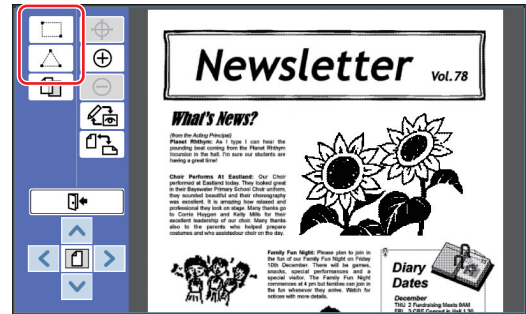 Newsletter Vol. 78
What's News?
(from the Acting Principal)
Planet Rhthym: As I type I can hear the
pounding beat coming from the Planet Rhthym
Incursion in the hall. I'm sure our students are
having a great time!
Choir Performs At Eastland: Our Choir
performed at Eastland today. They looked great
in their Bayswater Primary School Choir uniform,
they sounded beautiful and their choreography
was excellent. It is amazing how relaxed and
professional they look on stage. Many thanks go
to Corrie Huygen and Kelly Mills for their
excellent leadership of our choir. Many thanks
also to the parents who helped prepare
costumes and who assistedour choir on the day.
Family Fun Night: Please plan to join in
the fun of our Family Fun Night on Friday
10th December. There will be games,
snacks, special performances and a
special visitor. The Family Fun Night
commences at 4 pm but families can join in
the fun whenever they arrive. Watch for
notices with more details.
Diary
Dates
December
THU 2 Fundraising Meets 9AM